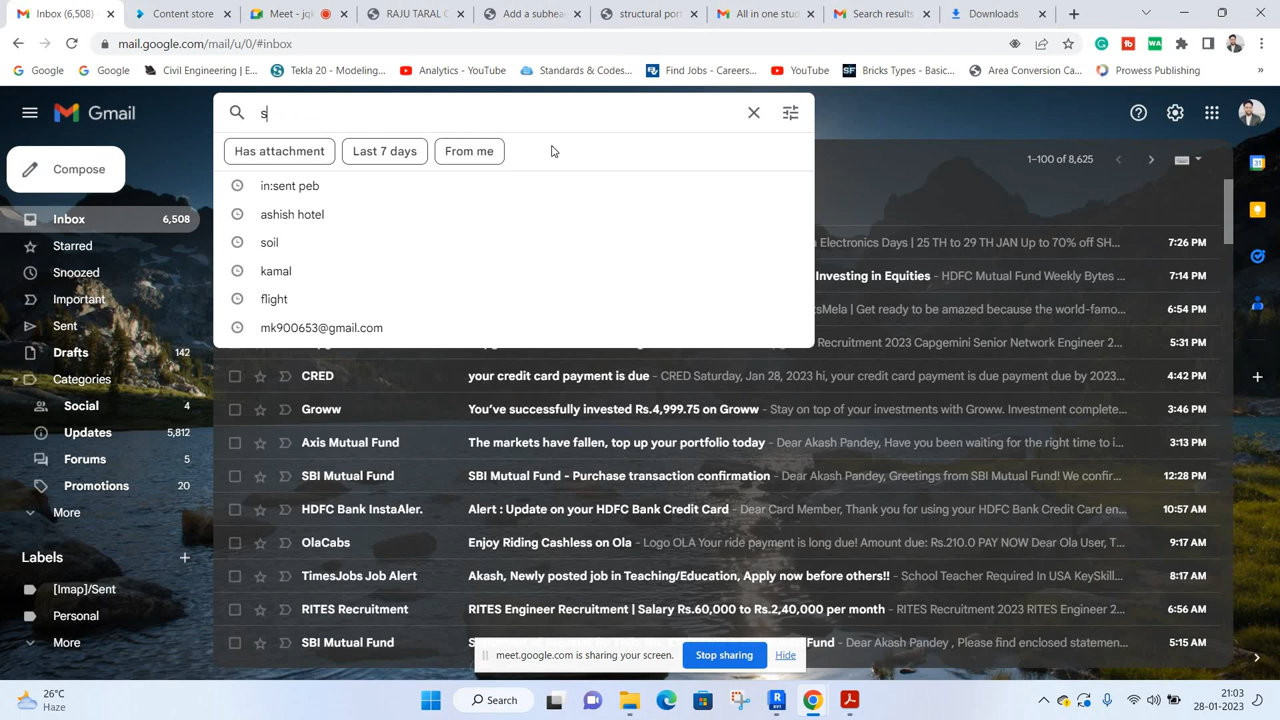 Inbox (6,508)
Content store
Meet - jqk
RAJU TARAL C
Add a subhea
structural por
All in one stud
Search results
Downloads
mail.google.com/mail/u/0/#inbox
Google
Google
Civil Engineering | E...
Tekla 20 - Modeling...
Analytics - YouTube
Standards & Codes...
Find Jobs - Careers...
YouTube
Bricks Types - Basic...
Area Conversion Ca...
Prowess Publishing
Gmail
s
Has attachment
Last 7 days
From me
in:sent peb
ashish hotel
soil
kamal
flight
mk900653@gmail.com
1–100 of 8,625
Compose
Inbox 6,508
Starred
Snoozed
Important
Sent
Drafts 142
Categories
Social 4
Updates 5,812
Forums 5
Promotions 20
More
Labels
[Imap]/Sent
Personal
More
Electronics Days | 25 TH to 29 TH JAN Up to 70% off SH... 7:26 PM
Investing in Equities - HDFC Mutual Fund Weekly Bytes 7:14 PM
sMela | Get ready to be amazed because the world-famo... 6:54 PM
Recruitment 2023 Capgemini Senior Network Engineer 2... 5:31 PM
CRED your credit card payment is due - CRED Saturday, Jan 28, 2023 hi, your credit card payment is due payment due by 2023... 4:42 PM
Groww You've successfully invested Rs.4,999.75 on Groww - Stay on top of your investments with Groww. Investment complete... 3:46 PM
Axis Mutual Fund The markets have fallen, top up your portfolio today - Dear Akash Pandey, Have you been waiting for the right time to i... 3:13 PM
SBI Mutual Fund SBI Mutual Fund - Purchase transaction confirmation - Dear Akash Pandey, Greetings from SBI Mutual Fund! We confir... 12:28 PM
HDFC Bank InstaAler. Alert : Update on your HDFC Bank Credit Card - Dear Card Member, Thank you for using your HDFC Bank Credit Card en... 10:57 AM
OlaCabs Enjoy Riding Cashless on Ola - Logo OLA Your ride payment is long due! Amount due: Rs.210.0 PAY NOW Dear Ola User, T... 9:17 AM
TimesJobs Job Alert Akash, Newly posted job in Teaching/Education, Apply now before others!! - School Teacher Required In USA KeySkill... 8:17 AM
RITES Recruitment RITES Engineer Recruitment | Salary Rs.60,000 to Rs.2,40,000 per month - RITES Recruitment 2023 RITES Engineer 2... 6:56 AM
SBI Mutual Fund Fund - Dear Akash Pandey , Please find enclosed statemen... 5:15 AM
meet.google.com is sharing your screen.
Stop sharing
Hide
26°C
Haze
Search
21:03
28-01-2023